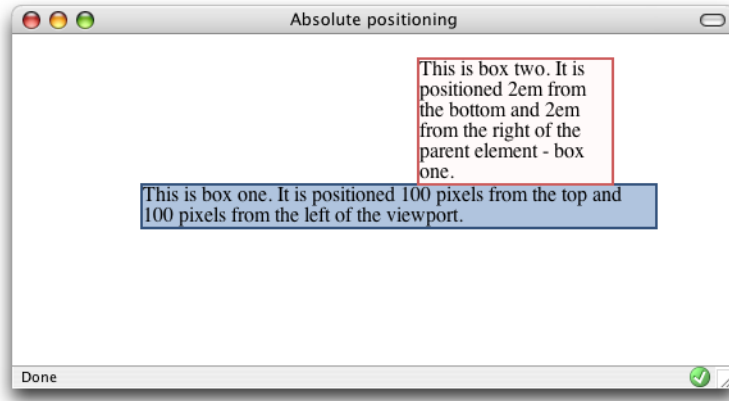 Absolute positioning
This is box two. It is
positioned 2em from
the bottom and 2em
from the right of the
parent element - box
one.
This is box one. It is positioned 100 pixels from the top and
100 pixels from the left of the viewport.
Done